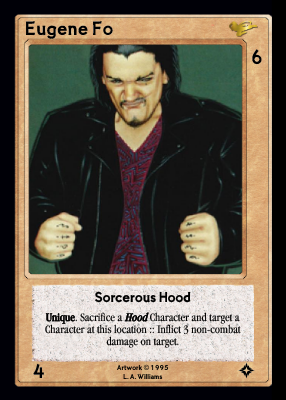 Eugene Fo
6
Sorcerous Hood
Unique. Sacrifice a Hood Character and target a
Character at this location :: Inflict 3 non-combat
damage on target.
4
Artwork © 1995
L. A. Williams